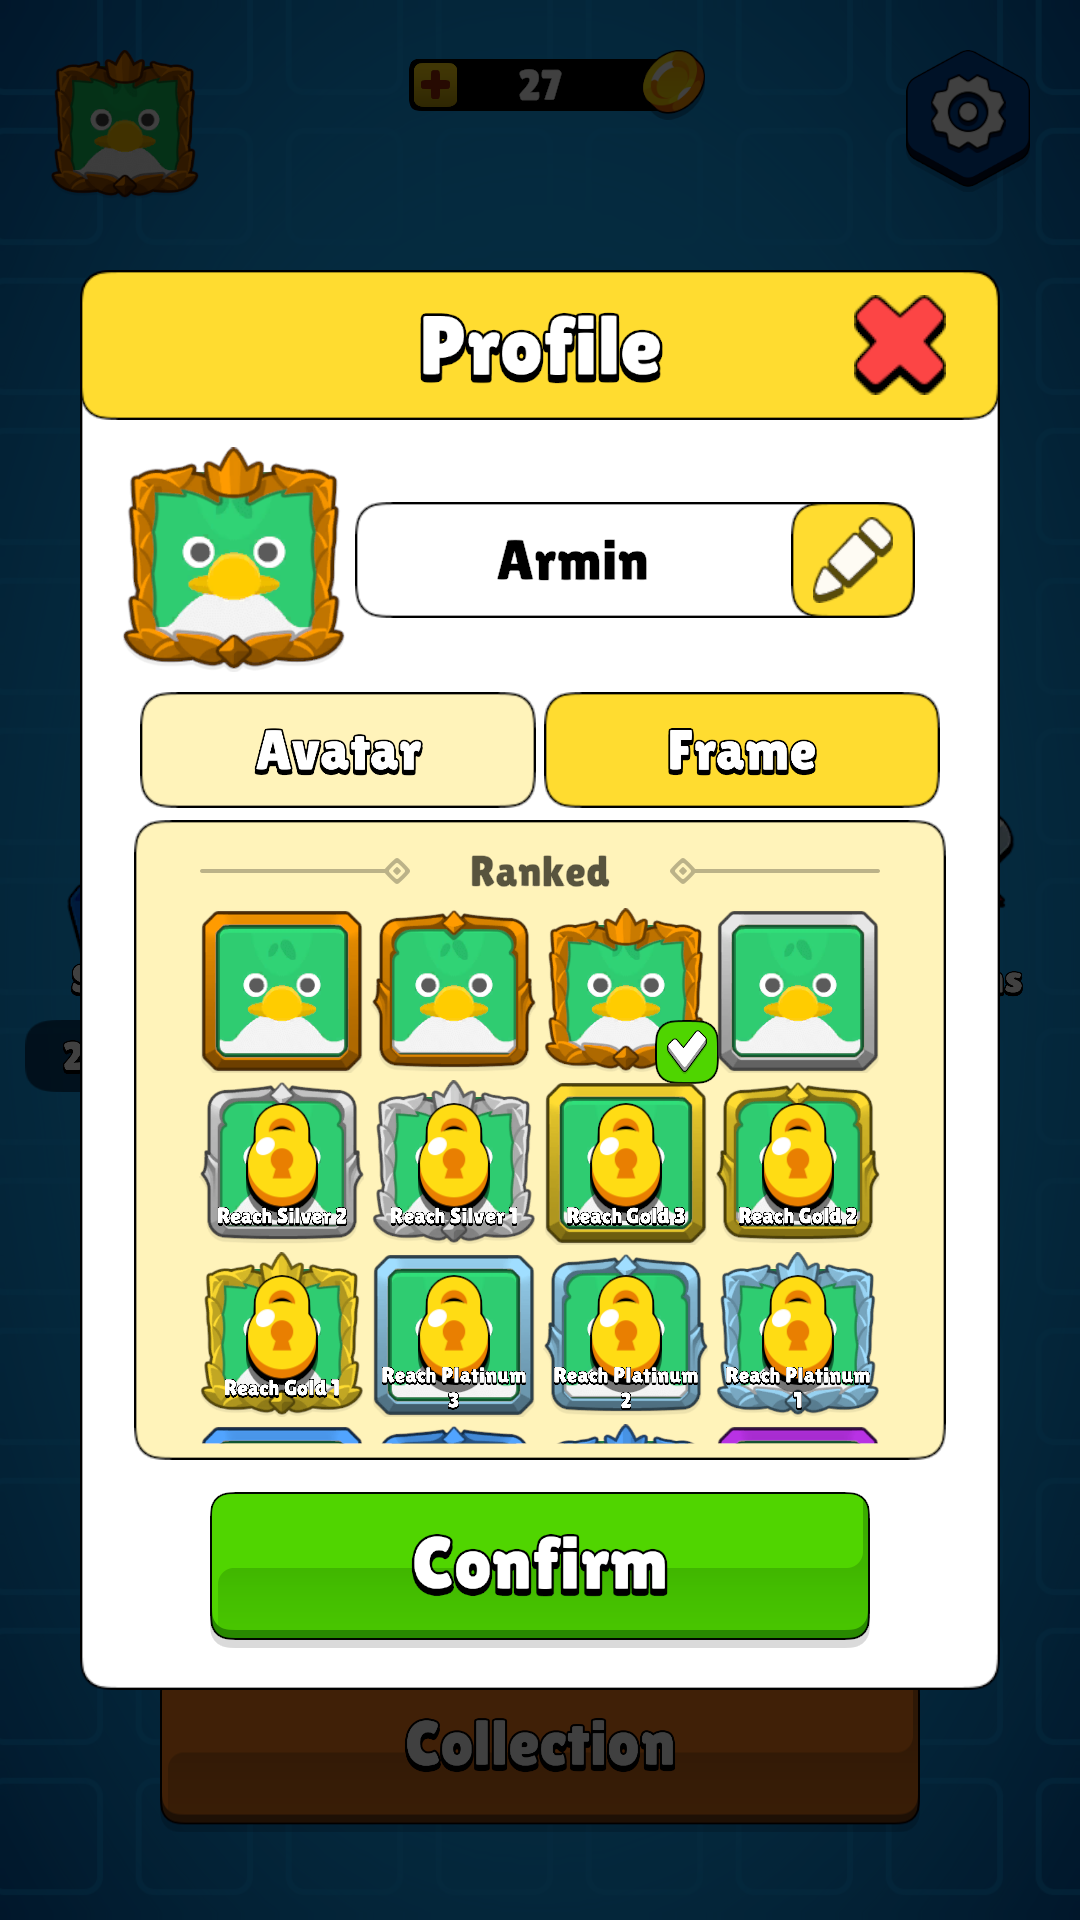 27
Profile
Armin
Avatar
Frame
Ranked
Reach Silver 2
Reach Silver 1
Reach Gold 3
Reach Gold 2
Reach Gold 1
Reach Platinum
3
Reach Platinum
2
Reach Platinum
1
Confirm
Collection